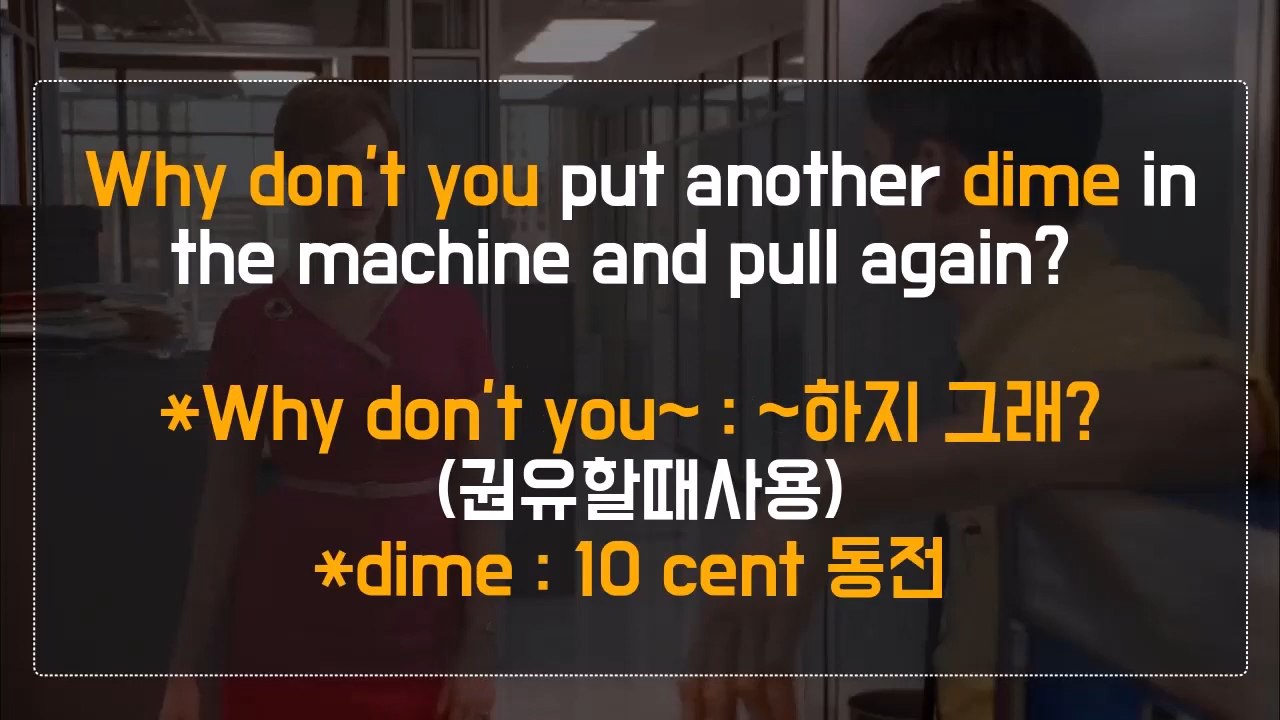 Why don't you put another dime in
the machine and pull again?
*Why don't you~ : ~하지 그래?
(권유할때사용)
*dime : 10 cent 동전